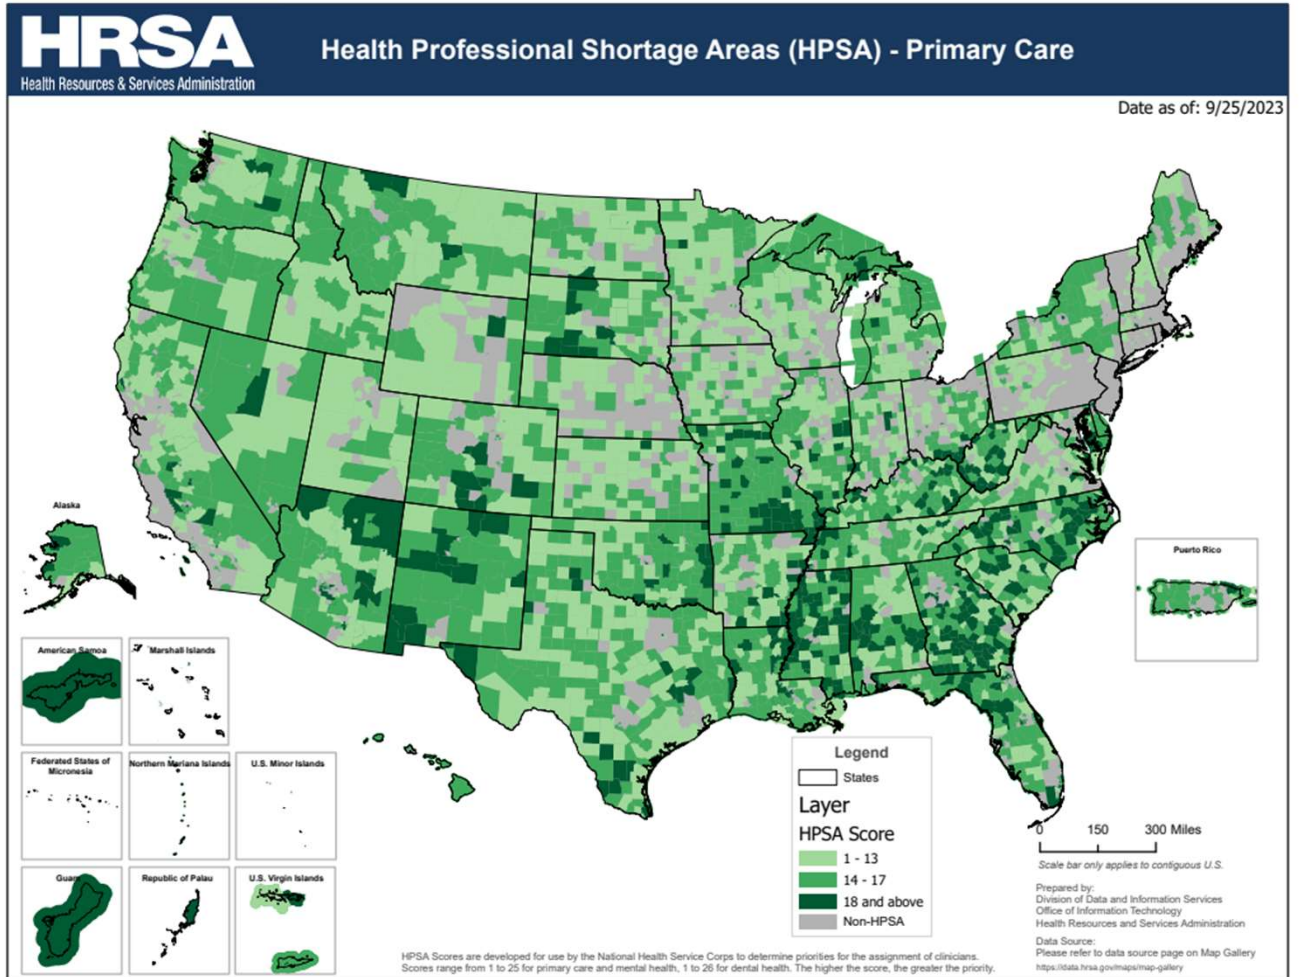 HRSA
Health Resources & Services Administration
Health Professional Shortage Areas (HPSA) - Primary Care
Date as of: 9/25/2023
Alaska
Puerto Rico
American Samoa
Marshall Islands
Federated States of
Micronesia
Northern Mariana Islands
U.S. Minor Islands
Guam
Republic of Palau
U.S. Virgin Islands
Legend
States
Layer
HPSA Score
1 - 13
14 - 17
18 and above
Non-HPSA
0 150 300 Miles
Scale bar only applies to contiguous U.S.
Prepared by:
Division of Data and Information Services
Office of Information Technology
Health Resources and Services Administration
Data Source:
Please refer to data source page on Map Gallery
https://data.hrsa.gov/maps/map-gallery
HPSA Scores are developed for use by the National Health Service Corps to determine priorities for the assignment of clinicians.
Scores range from 1 to 25 for primary care and mental health, 1 to 26 for dental health. The higher the score, the greater the priority.